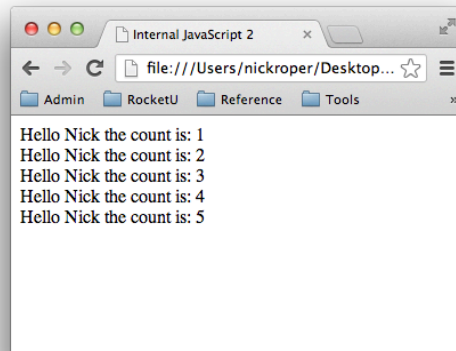 Internal JavaScript 2
file:///Users/nickroper/Desktop...
Admin RocketU Reference Tools
Hello Nick the count is: 1
Hello Nick the count is: 2
Hello Nick the count is: 3
Hello Nick the count is: 4
Hello Nick the count is: 5